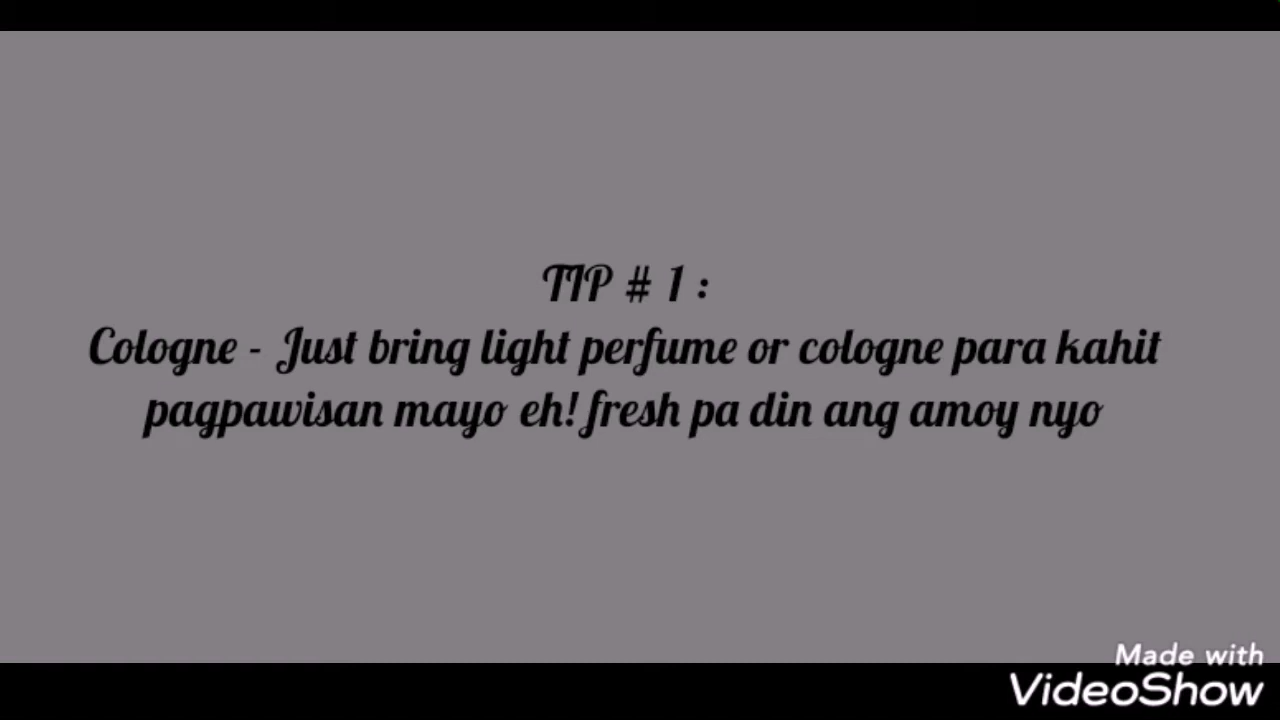 TIP # 1 :
Cologne - Just bring light perfume or cologne para kahit
pagpawisan mayo eh! fresh pa din ang amoy nyo
Made with
VideoShow